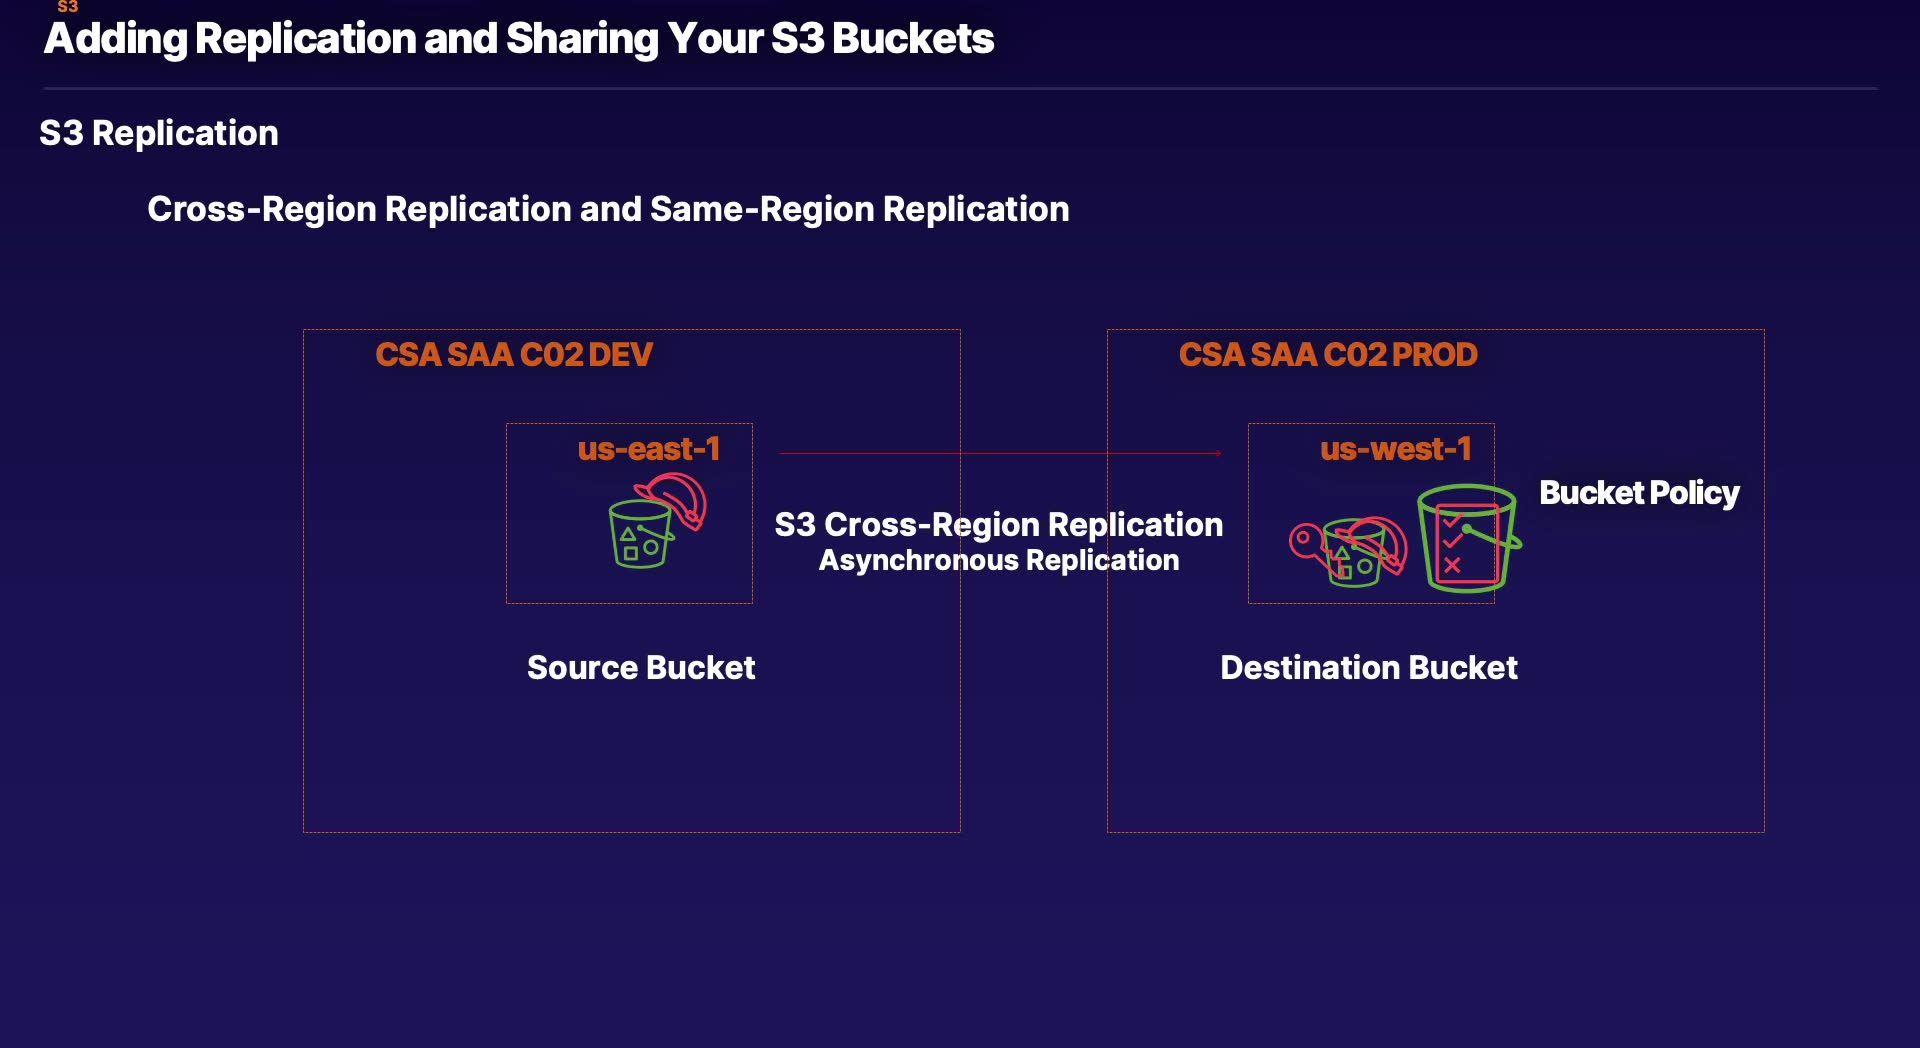 S3
Adding Replication and Sharing Your S3 Buckets
S3 Replication
Cross-Region Replication and Same-Region Replication
CSA SAA C02 DEV
CSA SAA C02 PROD
us-east-1
us-west-1
Bucket Policy
S3 Cross-Region Replication
Asynchronous Replication
Source Bucket
Destination Bucket